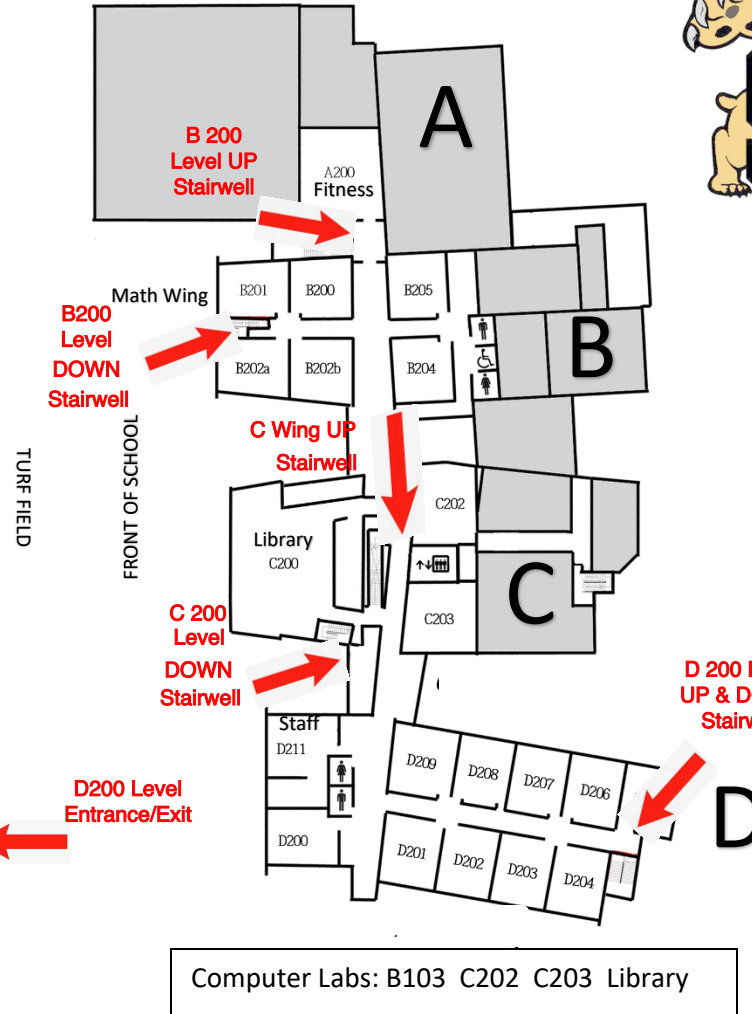 A
B 200
Level UP
Stairwell
A200
Fitness
Math Wing
B201
B200
B205
B200
Level
DOWN
Stairwell
B202a
B202b
B204
B
C Wing UP
Stairwell
TURF FIELD
FRONT OF SCHOOL
Library
C200
C202
C
C203
C 200
Level
DOWN
Stairwell
D 200
UP & D
Stairw
Staff
D211
D209
D208
D207
D206
D200 Level
Entrance/Exit
D
D200
D201
D202
D203
D204
Computer Labs: B103 C202 C203 Library